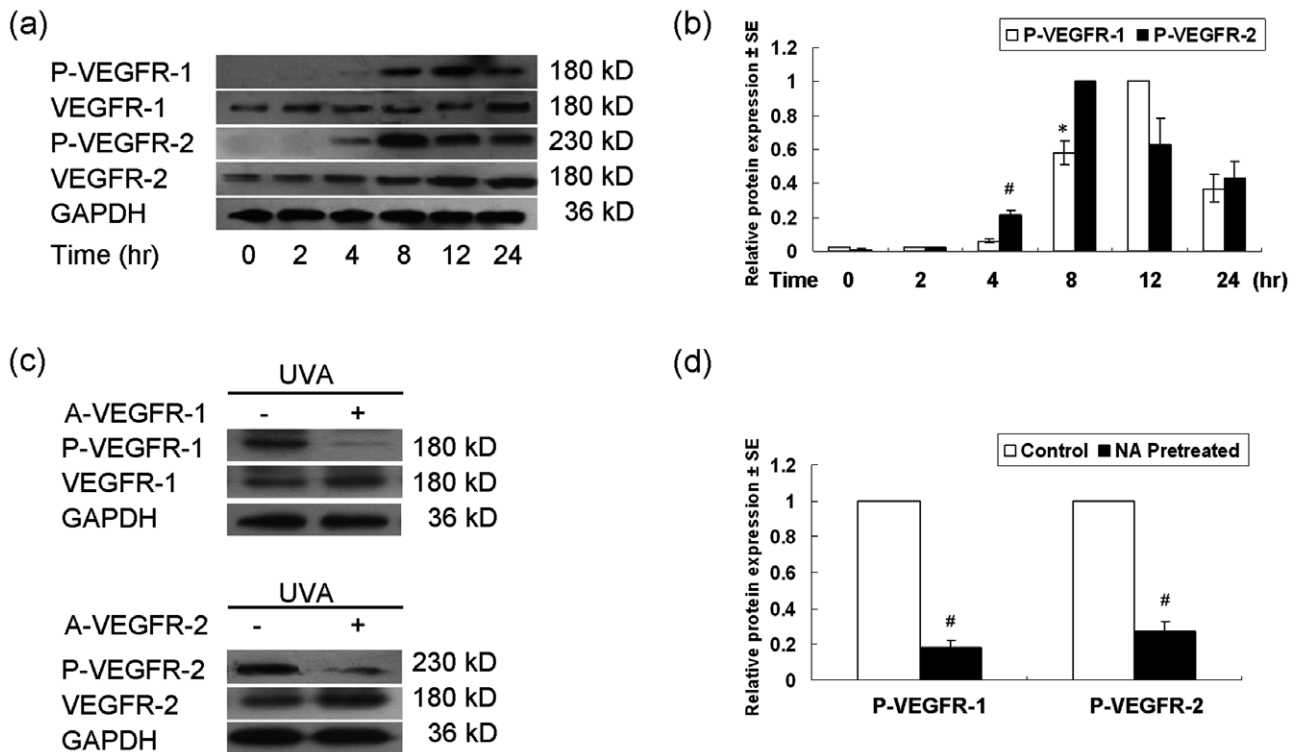 (a)
P-VEGFR-1 180 kD
VEGFR-1 180 kD
P-VEGFR-2 230 kD
VEGFR-2 180 kD
GAPDH 36 kD
Time (hr) 0 2 4 8 12 24
(b)
P-VEGFR-1 P-VEGFR-2
Relative protein expression ± SE
1.2
1
0.8
0.6
0.4
0.2
0
#
*
Time 0 2 4 8 12 24 (hr)
(c)
UVA
A-VEGFR-1 - +
P-VEGFR-1 180 kD
VEGFR-1 180 kD
GAPDH 36 kD
UVA
A-VEGFR-2 - +
P-VEGFR-2 230 kD
VEGFR-2 180 kD
GAPDH 36 kD
(d)
Control NA Pretreated
Relative protein expression ± SE
1.2
1
0.8
0.6
0.4
0.2
0
# #
P-VEGFR-1 P-VEGFR-2